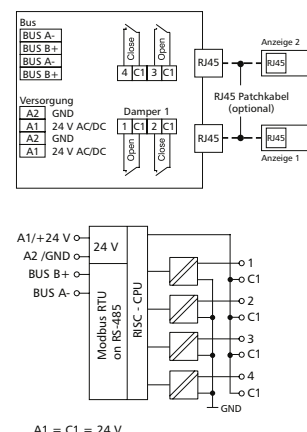 Bus
BUS A-
BUS B+
BUS A-
BUS B+
Close
Open
4 C1 3 C1
RJ45
Anzeige 2
RJ45
RJ45 Patchkabel
(optional)
Versorgung
A2 GND
A1 24 V AC/DC
A2 GND
A1 24 V AC/DC
Damper 1
1 C1 2 C1
Open
Close
RJ45
RJ45
Anzeige 1
A1/+24 V
A2 /GND
BUS B+
BUS A-
24 V
Modbus RTU
on RS-485
RISC - CPU
1
C1
2
C1
3
C1
4
C1
GND
A1 = C1 = 24 V